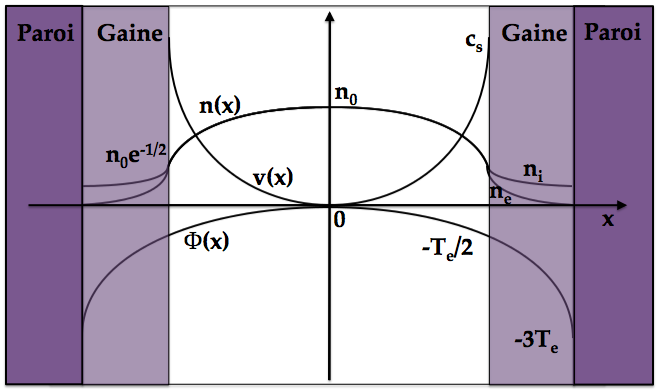 Paroi Gaine c_s Gaine Paroi
n(x) n_0
n_0e^{-1/2} v(x) n_i
n_e
0 x
Φ(x) -T_e/2
-3T_e